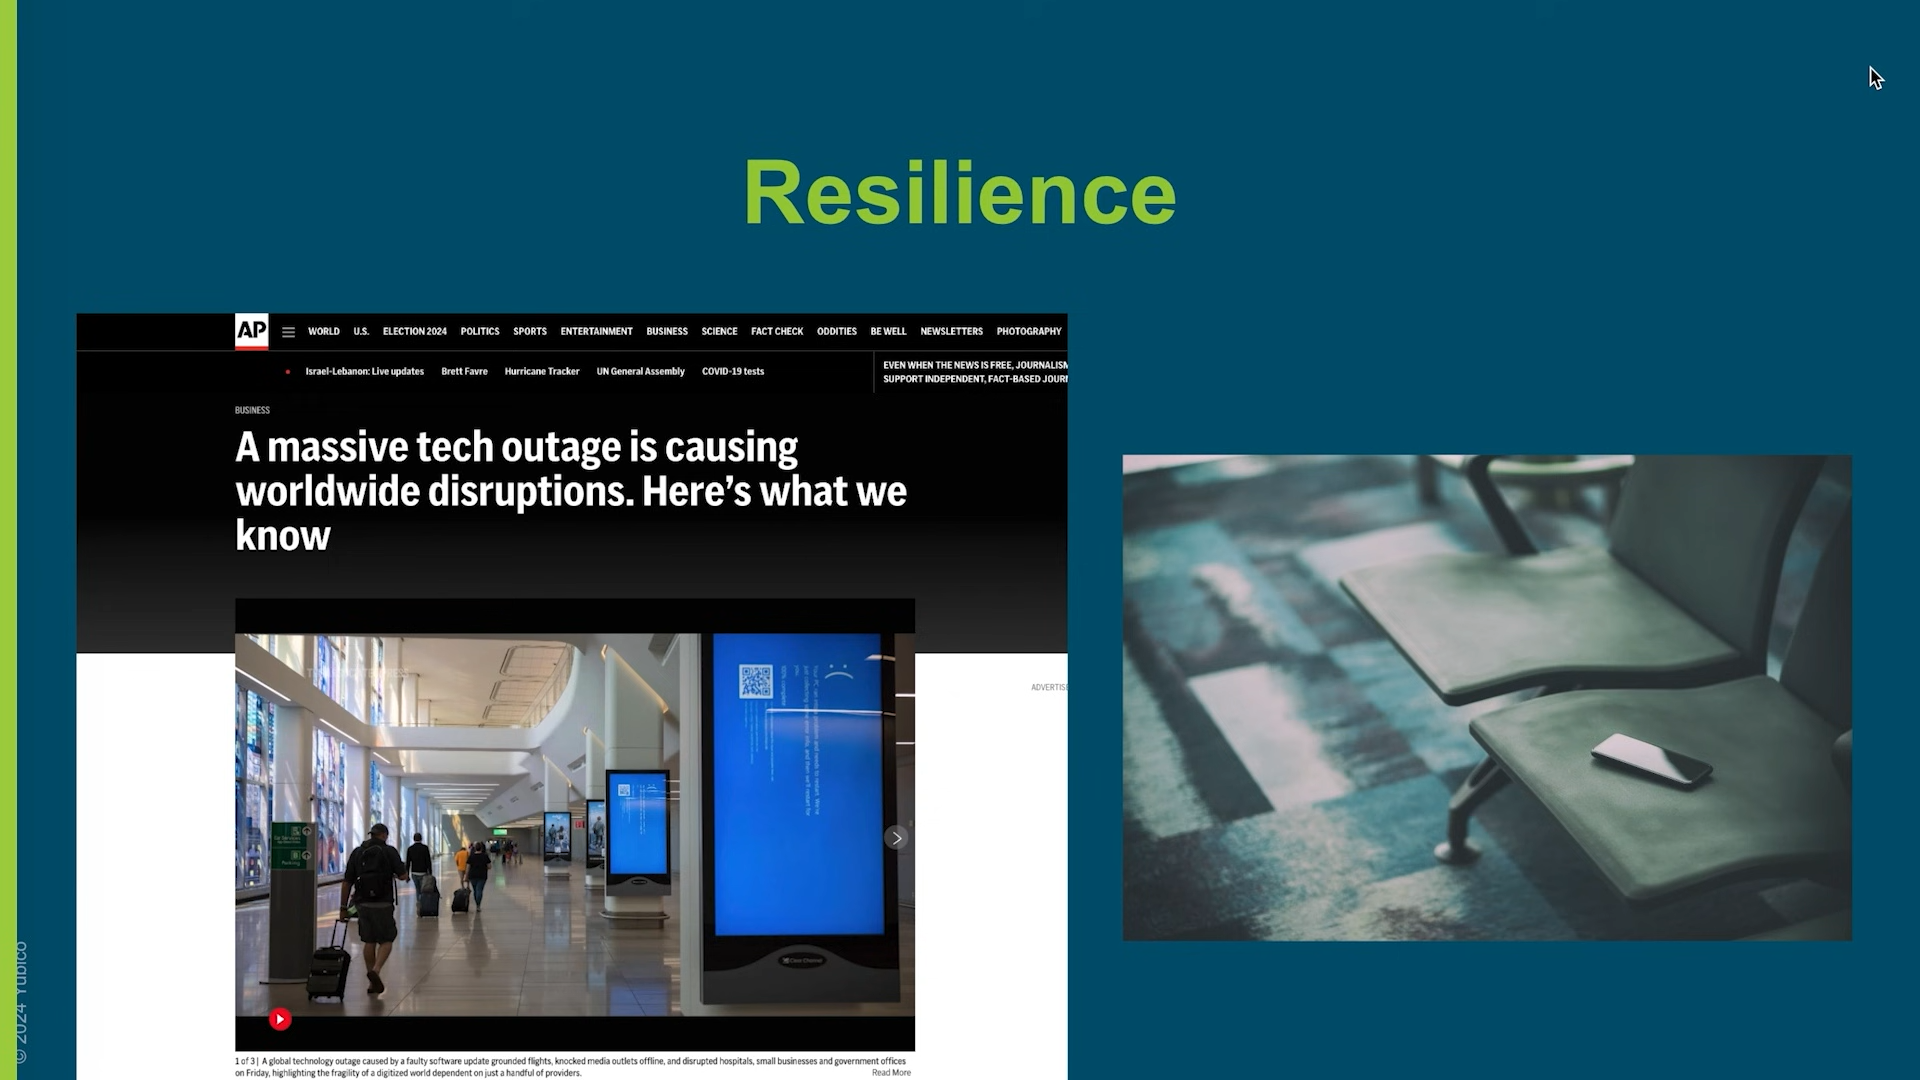 Resilience
AP
WORLD U.S. ELECTION 2024 POLITICS SPORTS ENTERTAINMENT BUSINESS SCIENCE FACT CHECK ODDITIES BE WELL NEWSLETTERS PHOTOGRAPHY
Israel-Lebanon: Live updates Brett Favre Hurricane Tracker UN General Assembly COVID-19 tests
EVEN WHEN THE NEWS IS FREE, JOURNALISM
SUPPORT INDEPENDENT, FACT-BASED JOUR
BUSINESS
A massive tech outage is causing
worldwide disruptions. Here’s what we
know
ADVERTISE
Parking
Clear Channel
1 of 3 | A global technology outage caused by a faulty software update grounded flights, knocked media outlets offline, and disrupted hospitals, small businesses and government offices
on Friday, highlighting the fragility of a digitized world dependent on just a handful of providers.
Read More
© 2024 Yubico